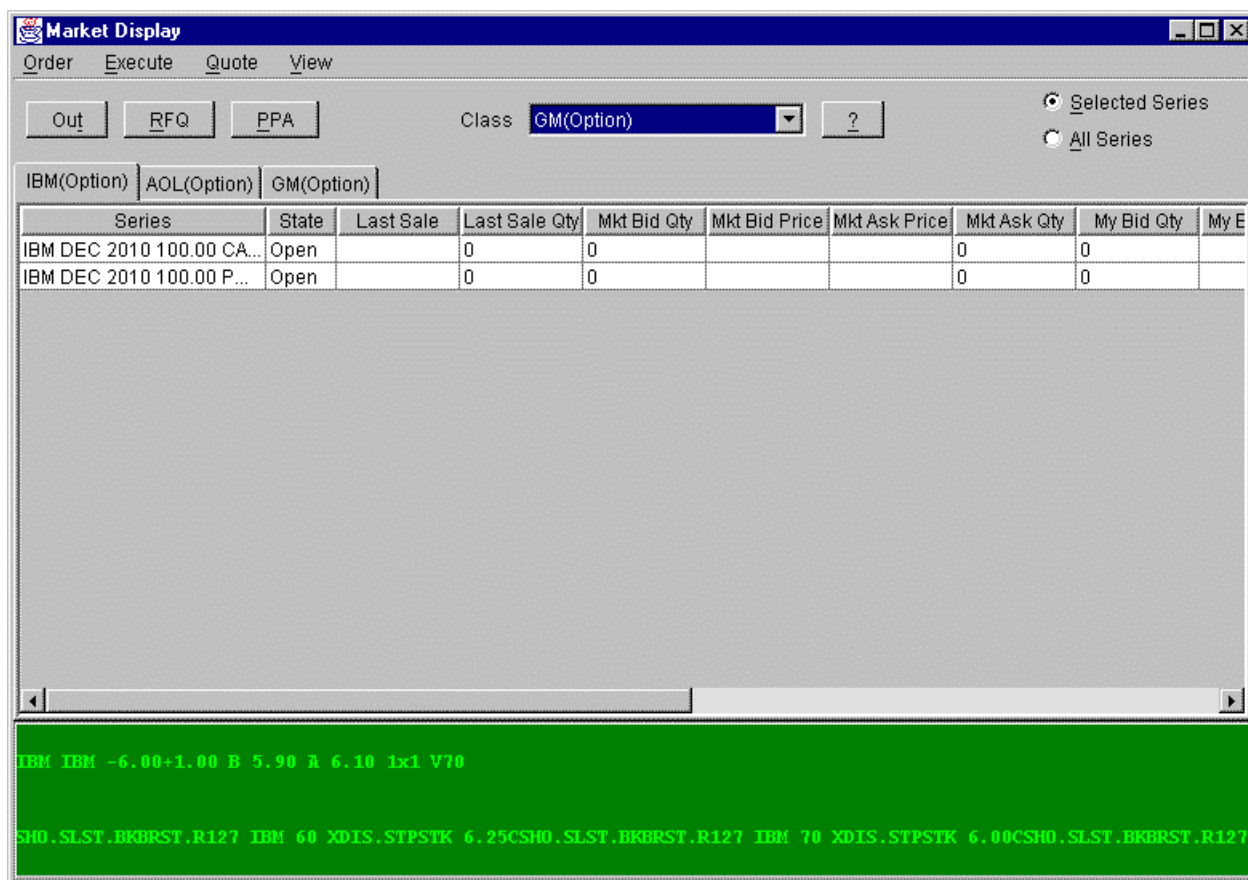 Market Display
Order Execute Quote View
Out RFQ PPA Class GM(Option) ? Selected Series
All Series
IBM(Option) AOL(Option) GM(Option)
Series State Last Sale Last Sale Qty Mkt Bid Qty Mkt Bid Price Mkt Ask Price Mkt Ask Qty My Bid Qty My B
IBM DEC 2010 100.00 CA... Open 0 0 0 0
IBM DEC 2010 100.00 P... Open 0 0 0 0
IBM IBM -6.00+1.00 B 5.90 A 6.10 1x1 V70
SHO.SLST.BKBRST.R127 IBM 60 XDIS.STPSTK 6.25CSHO.SLST.BKBRST.R127 IBM 70 XDIS.STPSTK 6.00CSHO.SLST.BKBRST.R127